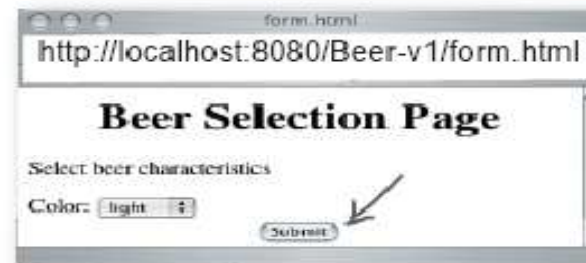 form.html
http://localhost:8080/Beer-v1/form.html
Beer Selection Page
Select beer characteristics
Color: light
Submit